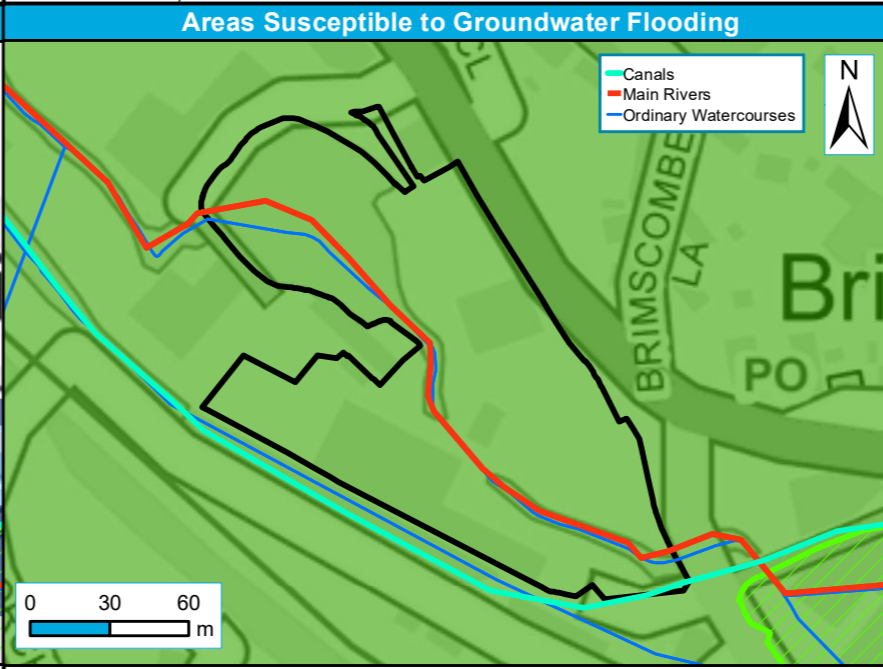 Areas Susceptible to Groundwater Flooding
CL
Canals
Main Rivers
Ordinary Watercourses
N
BRIMSCOMBE
LA
Bri
PO
0 30 60
m